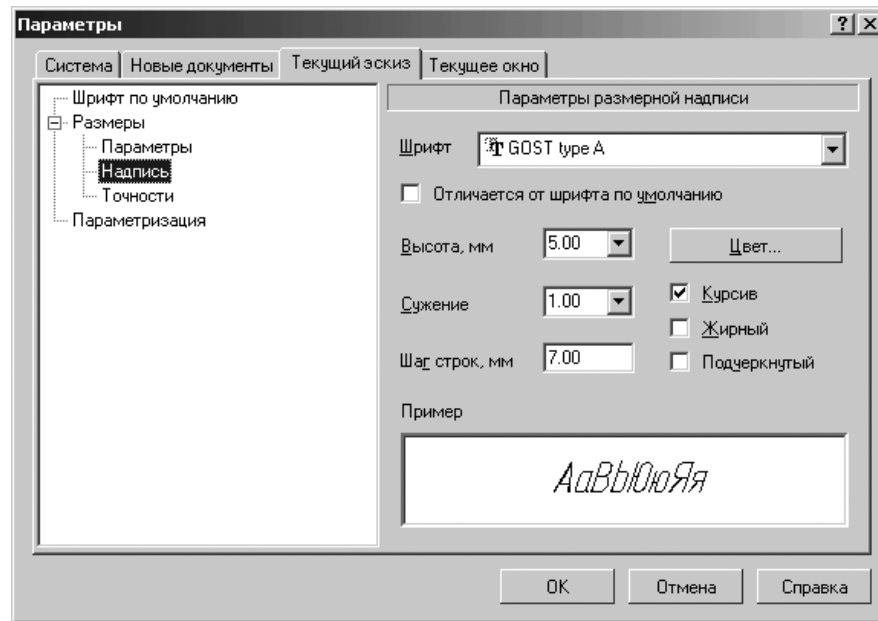 Параметры
Система Новые документы Текущий эскиз Текущее окно
Шрифт по умолчанию
Размеры
Параметры
Надпись
Точности
Параметризация
Параметры размерной надписи
Шрифт GOST type A
Отличается от шрифта по умолчанию
Высота, мм 5.00 Цвет...
Сужение 1.00 Курсив
Жирный
Шаг строк, мм 7.00 Подчеркнутый
Пример
АаВЬЮюЯя
OK Отмена Справка